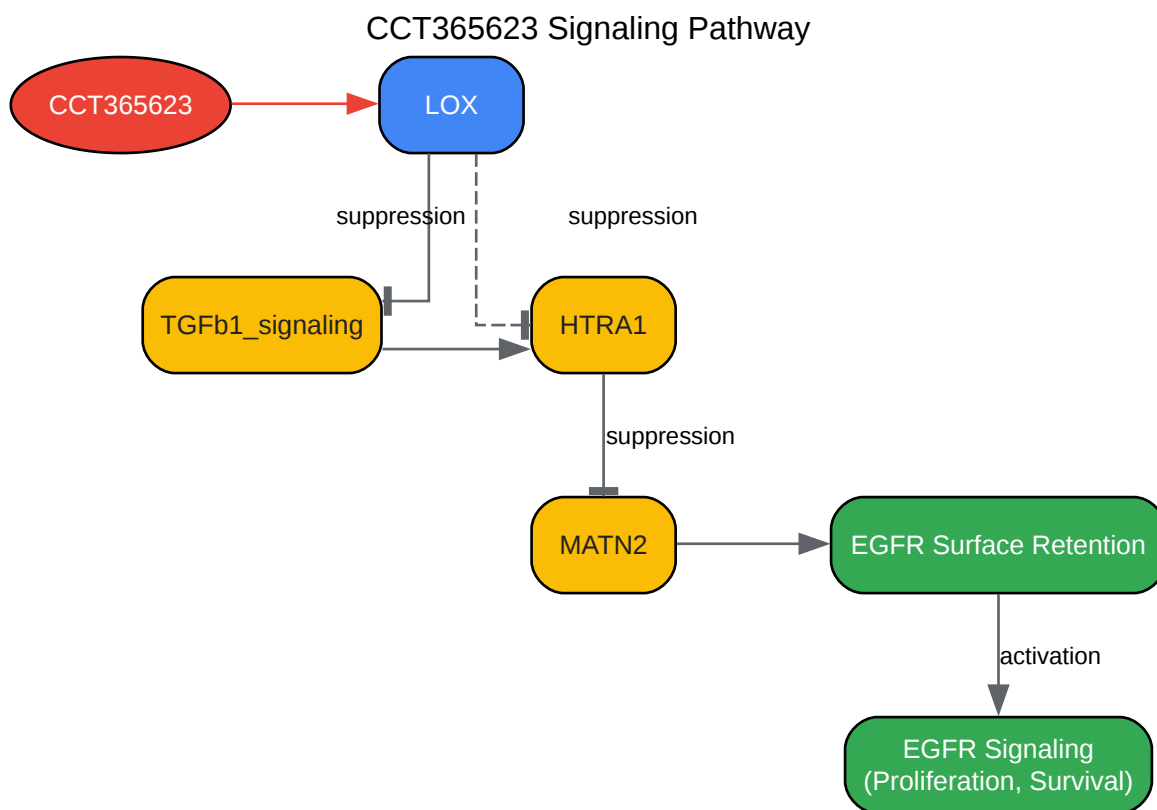 CCT365623 Signaling Pathway
CCT365623
LOX
suppression
suppression
TGFb1_signaling
HTRA1
suppression
MATN2
EGFR Surface Retention
activation
EGFR Signaling
(Proliferation, Survival)